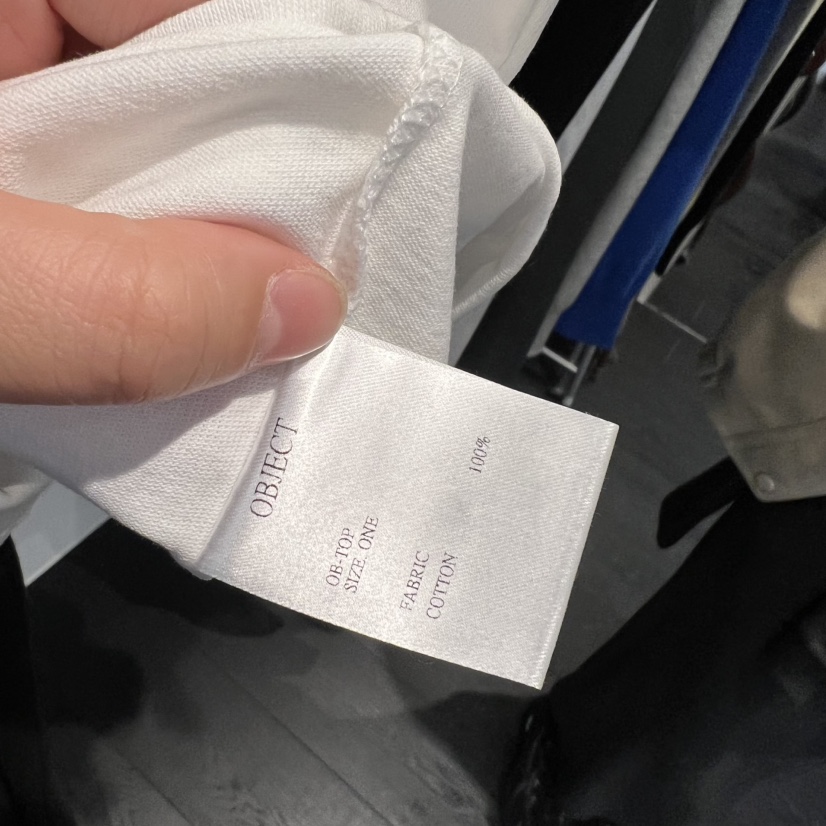 OBJECT
OB-TOP
SIZE. ONE
FABRIC
COTTON 100%